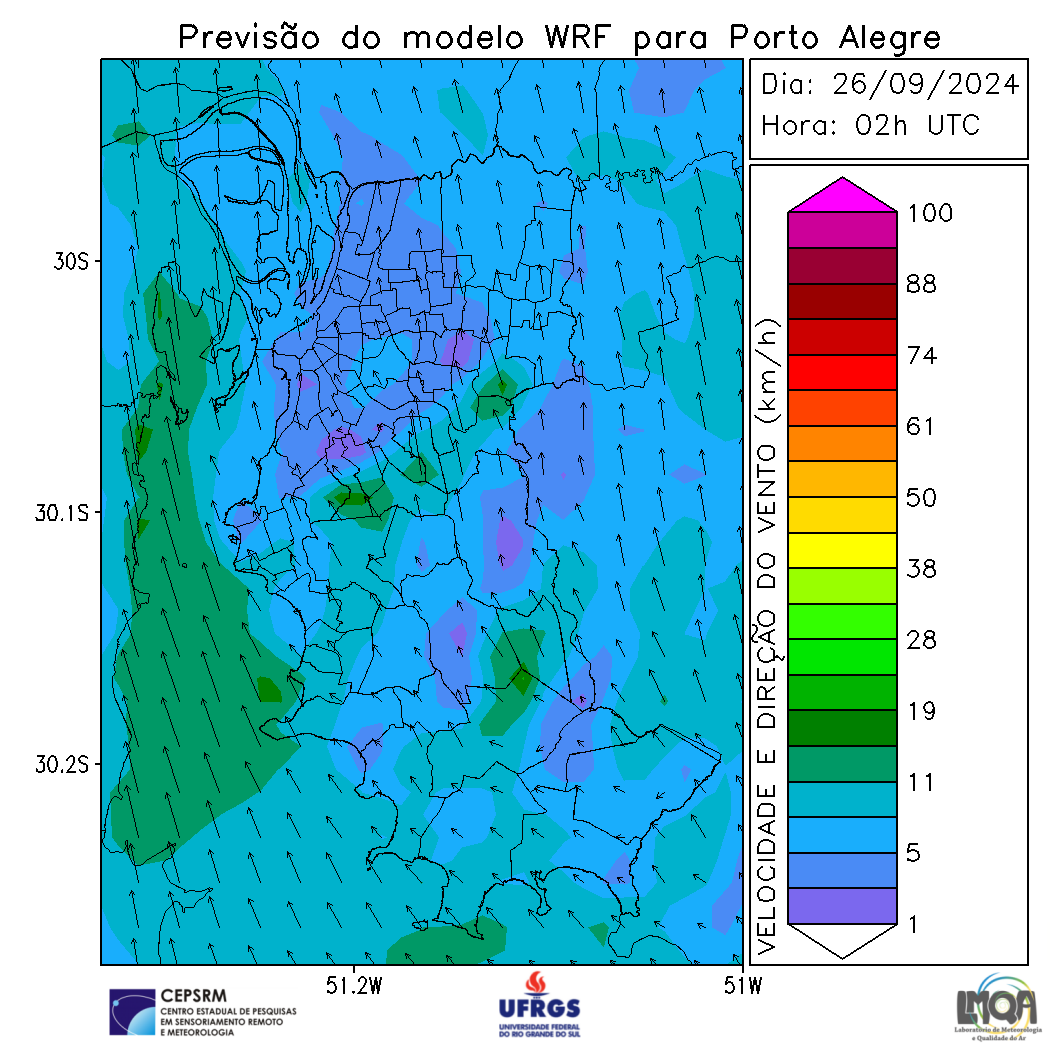 Previsão do modelo WRF para Porto Alegre
Dia: 26/09/2024
Hora: 02h UTC
30S
30.1S
30.2S
51.2W
51W
VELOCIDADE E DIREÇÃO DO VENTO (km/h)
100
88
74
61
50
38
28
19
11
5
1
CEPSRM
CENTRO ESTADUAL DE PESQUISAS
EM SENSORIAMENTO REMOTO
E METEOROLOGIA
UFRGS
UNIVERSIDADE FEDERAL
DO RIO GRANDE DO SUL
LMQA
Laboratório de Meteorologia
e Qualidade do Ar